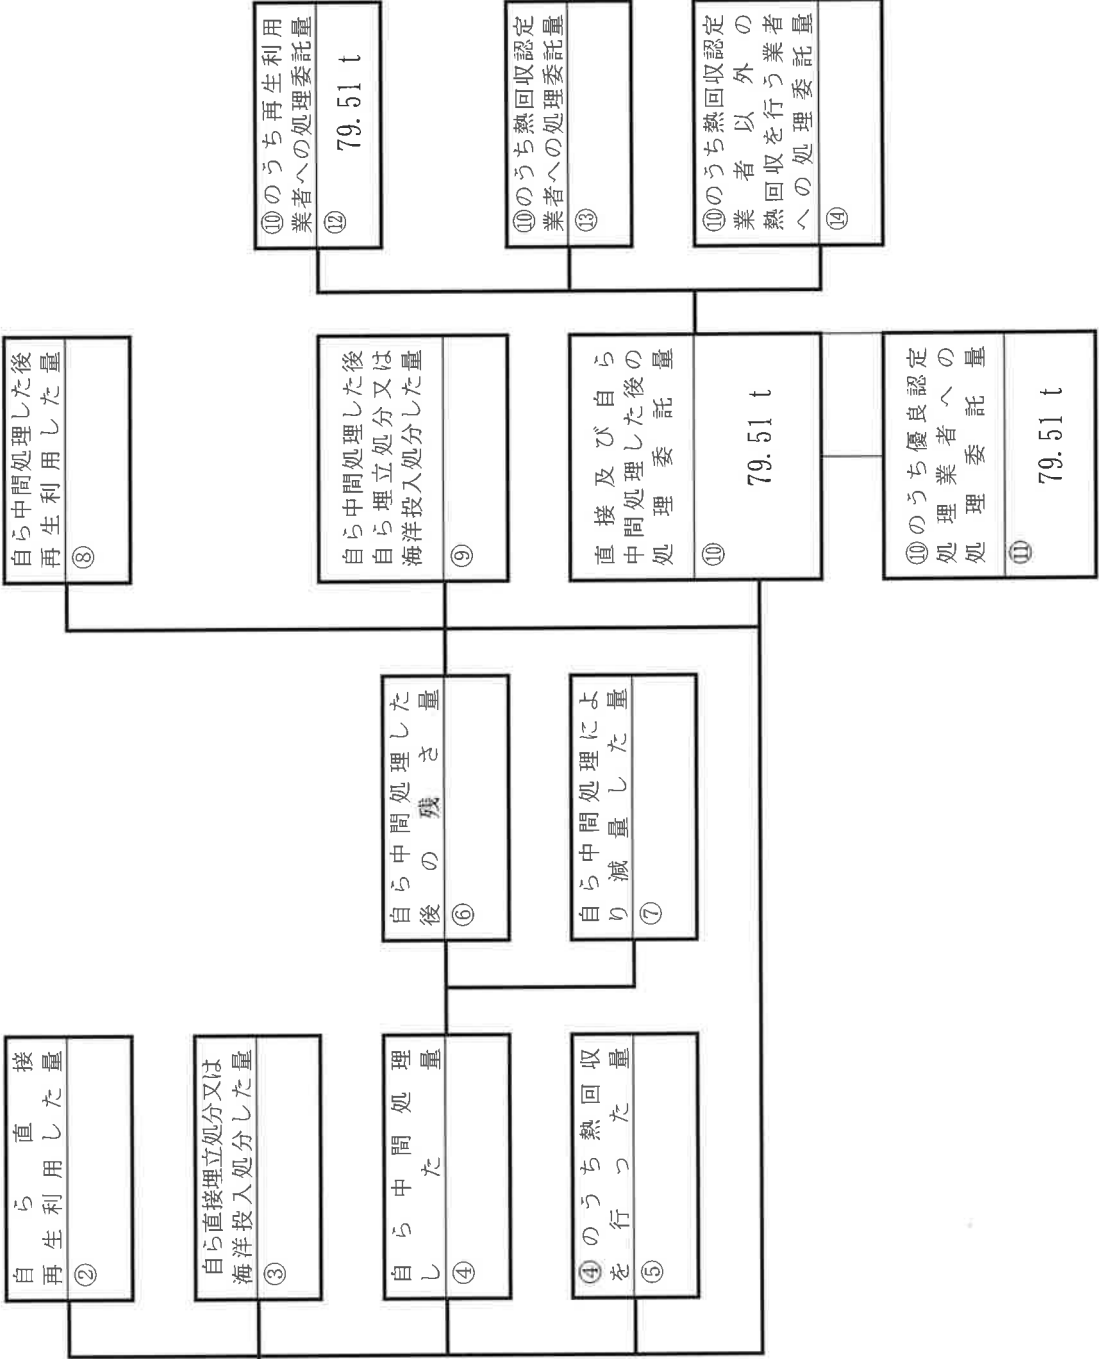 自ら直接
再生利用した量
②
自ら直接埋立処分又は
海洋投入処分した量
③
自ら中間処理
した量
④
④のうち熱回収
を行った量
⑤
自ら中間処理した
後の残さ量
⑥
自ら中間処理によ
り減量した量
⑦
自ら中間処理した後
再生利用した量
⑧
自ら中間処理した後
自ら埋立処分又は
海洋投入処分した量
⑨
直接及び自ら
中間処理した後の
処理委託量
⑩
79.51 t
⑩のうち優良認定
処理業者への
処理委託量
⑪
79.51 t
⑩のうち再生利用
業者への処理委託量
⑫
79.51 t
⑩のうち熱回収認定
業者への処理委託量
⑬
⑩のうち熱回収認定
業者以外の
熱回収を行う業者
への処理委託量
⑭